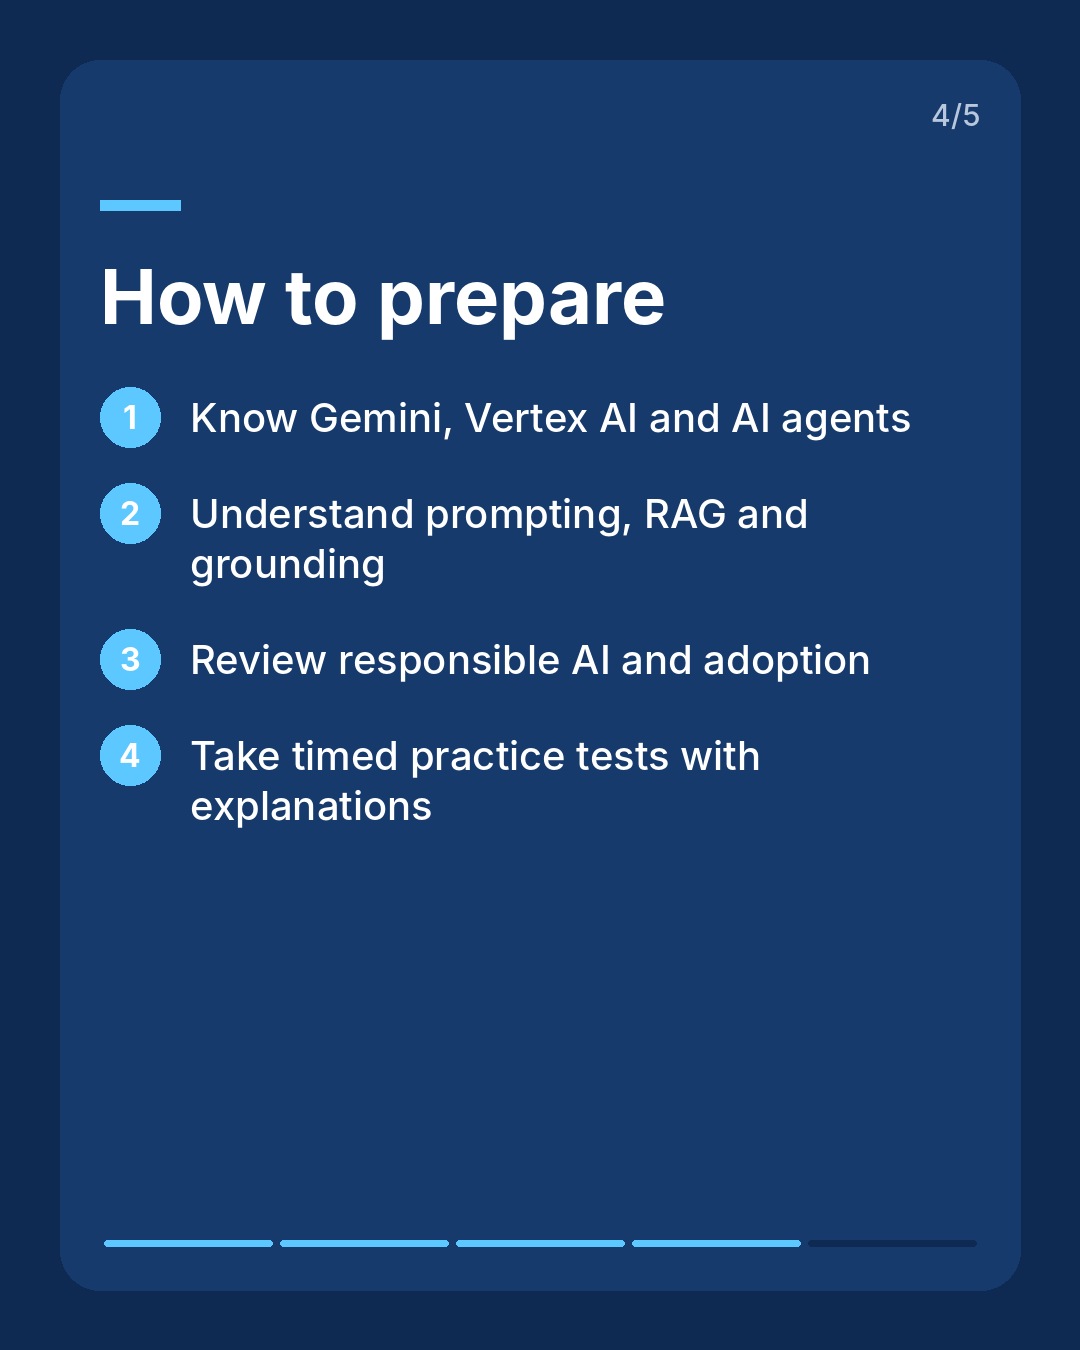 4/5
How to prepare
1 Know Gemini, Vertex AI and AI agents
2 Understand prompting, RAG and
grounding
3 Review responsible AI and adoption
4 Take timed practice tests with
explanations